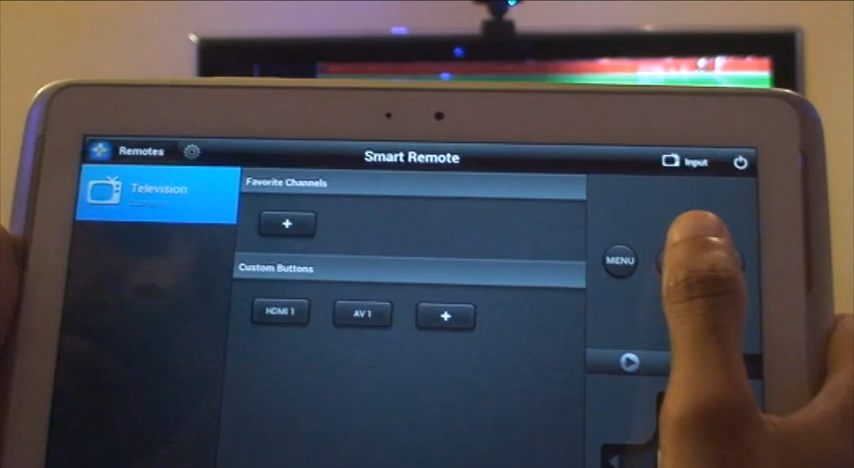 Remotes
Smart Remote
Input
Television
Favorite Channels
+
MENU
Custom Buttons
HDMI 1
AV 1
+